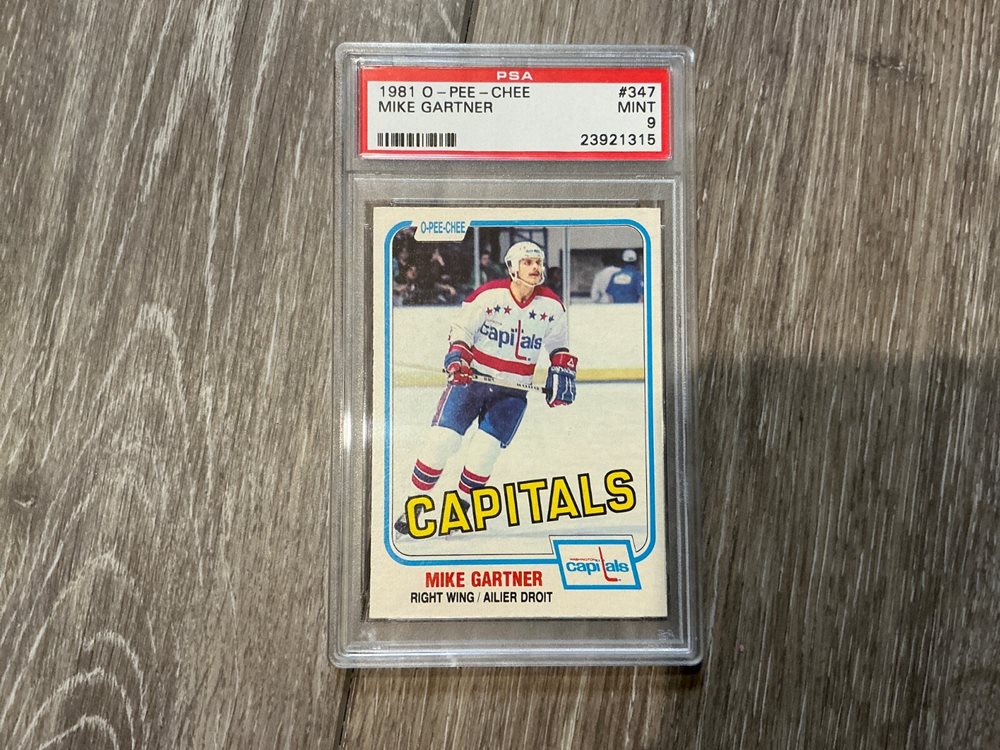 PSA
1981 O-PEE-CHEE #347
MIKE GARTNER MINT
9
23921315
O-PEE-CHEE
capitals
CAPITALS
WASHINGTON
capitals
MIKE GARTNER
RIGHT WING / AILIER DROIT